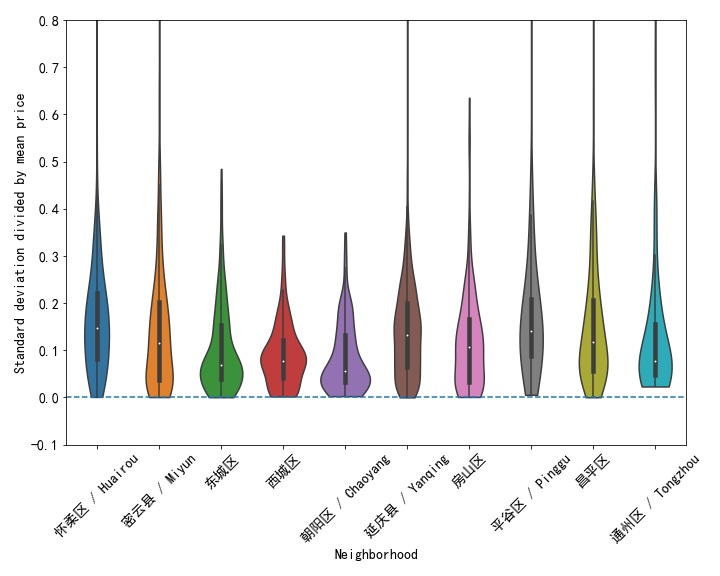 Standard deviation divided by mean price
0.8
0.7
0.6
0.5
0.4
0.3
0.2
0.1
0.0
−0.1
怀柔区 / Huairou
密云县 / Miyun
东城区
西城区
朝阳区 / Chaoyang
延庆县 / Yanqing
房山区
平谷区 / Pinggu
昌平区
通州区 / Tongzhou
Neighborhood